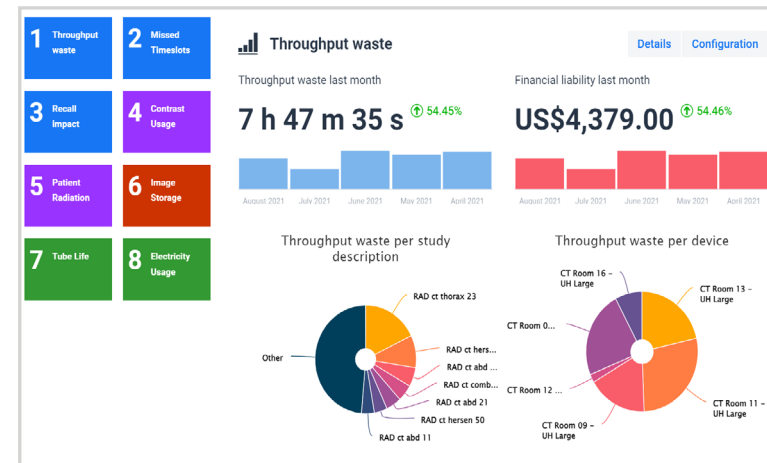 1 Throughput waste
2 Missed Timeslots
3 Recall Impact
4 Contrast Usage
5 Patient Radiation
6 Image Storage
7 Tube Life
8 Electricity Usage
Throughput waste
Details
Configuration
Throughput waste last month
7 h 47 m 35 s 54.45%
August 2021 July 2021 June 2021 May 2021 April 2021
Financial liability last month
US$4,379.00 54.46%
August 2021 July 2021 June 2021 May 2021 April 2021
Throughput waste per study
description
RAD ct thorax 23
RAD ct hers...
RAD ct abd ...
RAD ct comb...
RAD ct abd 21
RAD ct hersen 50
RAD ct abd 11
Other
Throughput waste per device
CT Room 16 –
UH Large
CT Room 13 –
UH Large
CT Room 0...
CT Room 12 ...
CT Room 11 –
UH Large
CT Room 09 –
UH Large